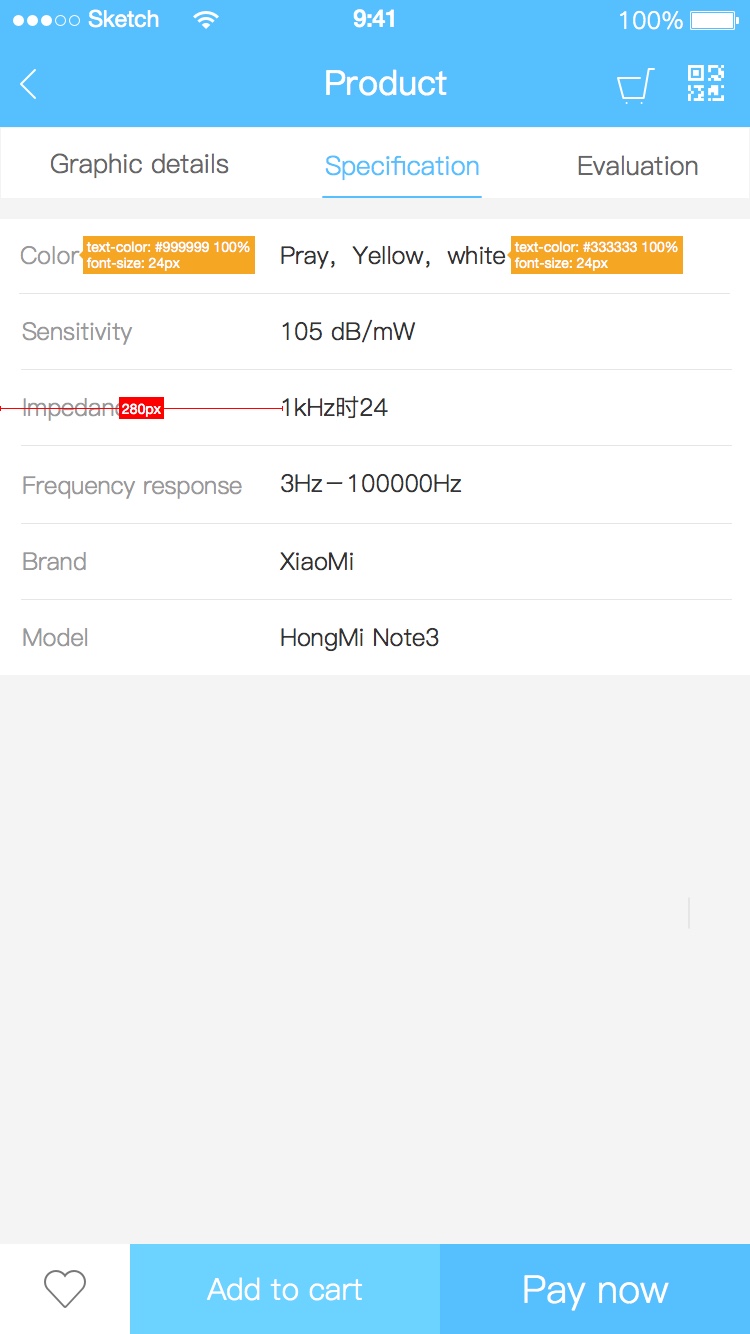 Sketch 9:41 100%
Product
Graphic details Specification Evaluation
Color text-color: #999999 100% font-size: 24px Pray，Yellow，white text-color: #333333 100% font-size: 24px
Sensitivity 105 dB/mW
280px 1kHz时24
Frequency response 3Hz－100000Hz
Brand XiaoMi
Model HongMi Note3
Add to cart Pay now